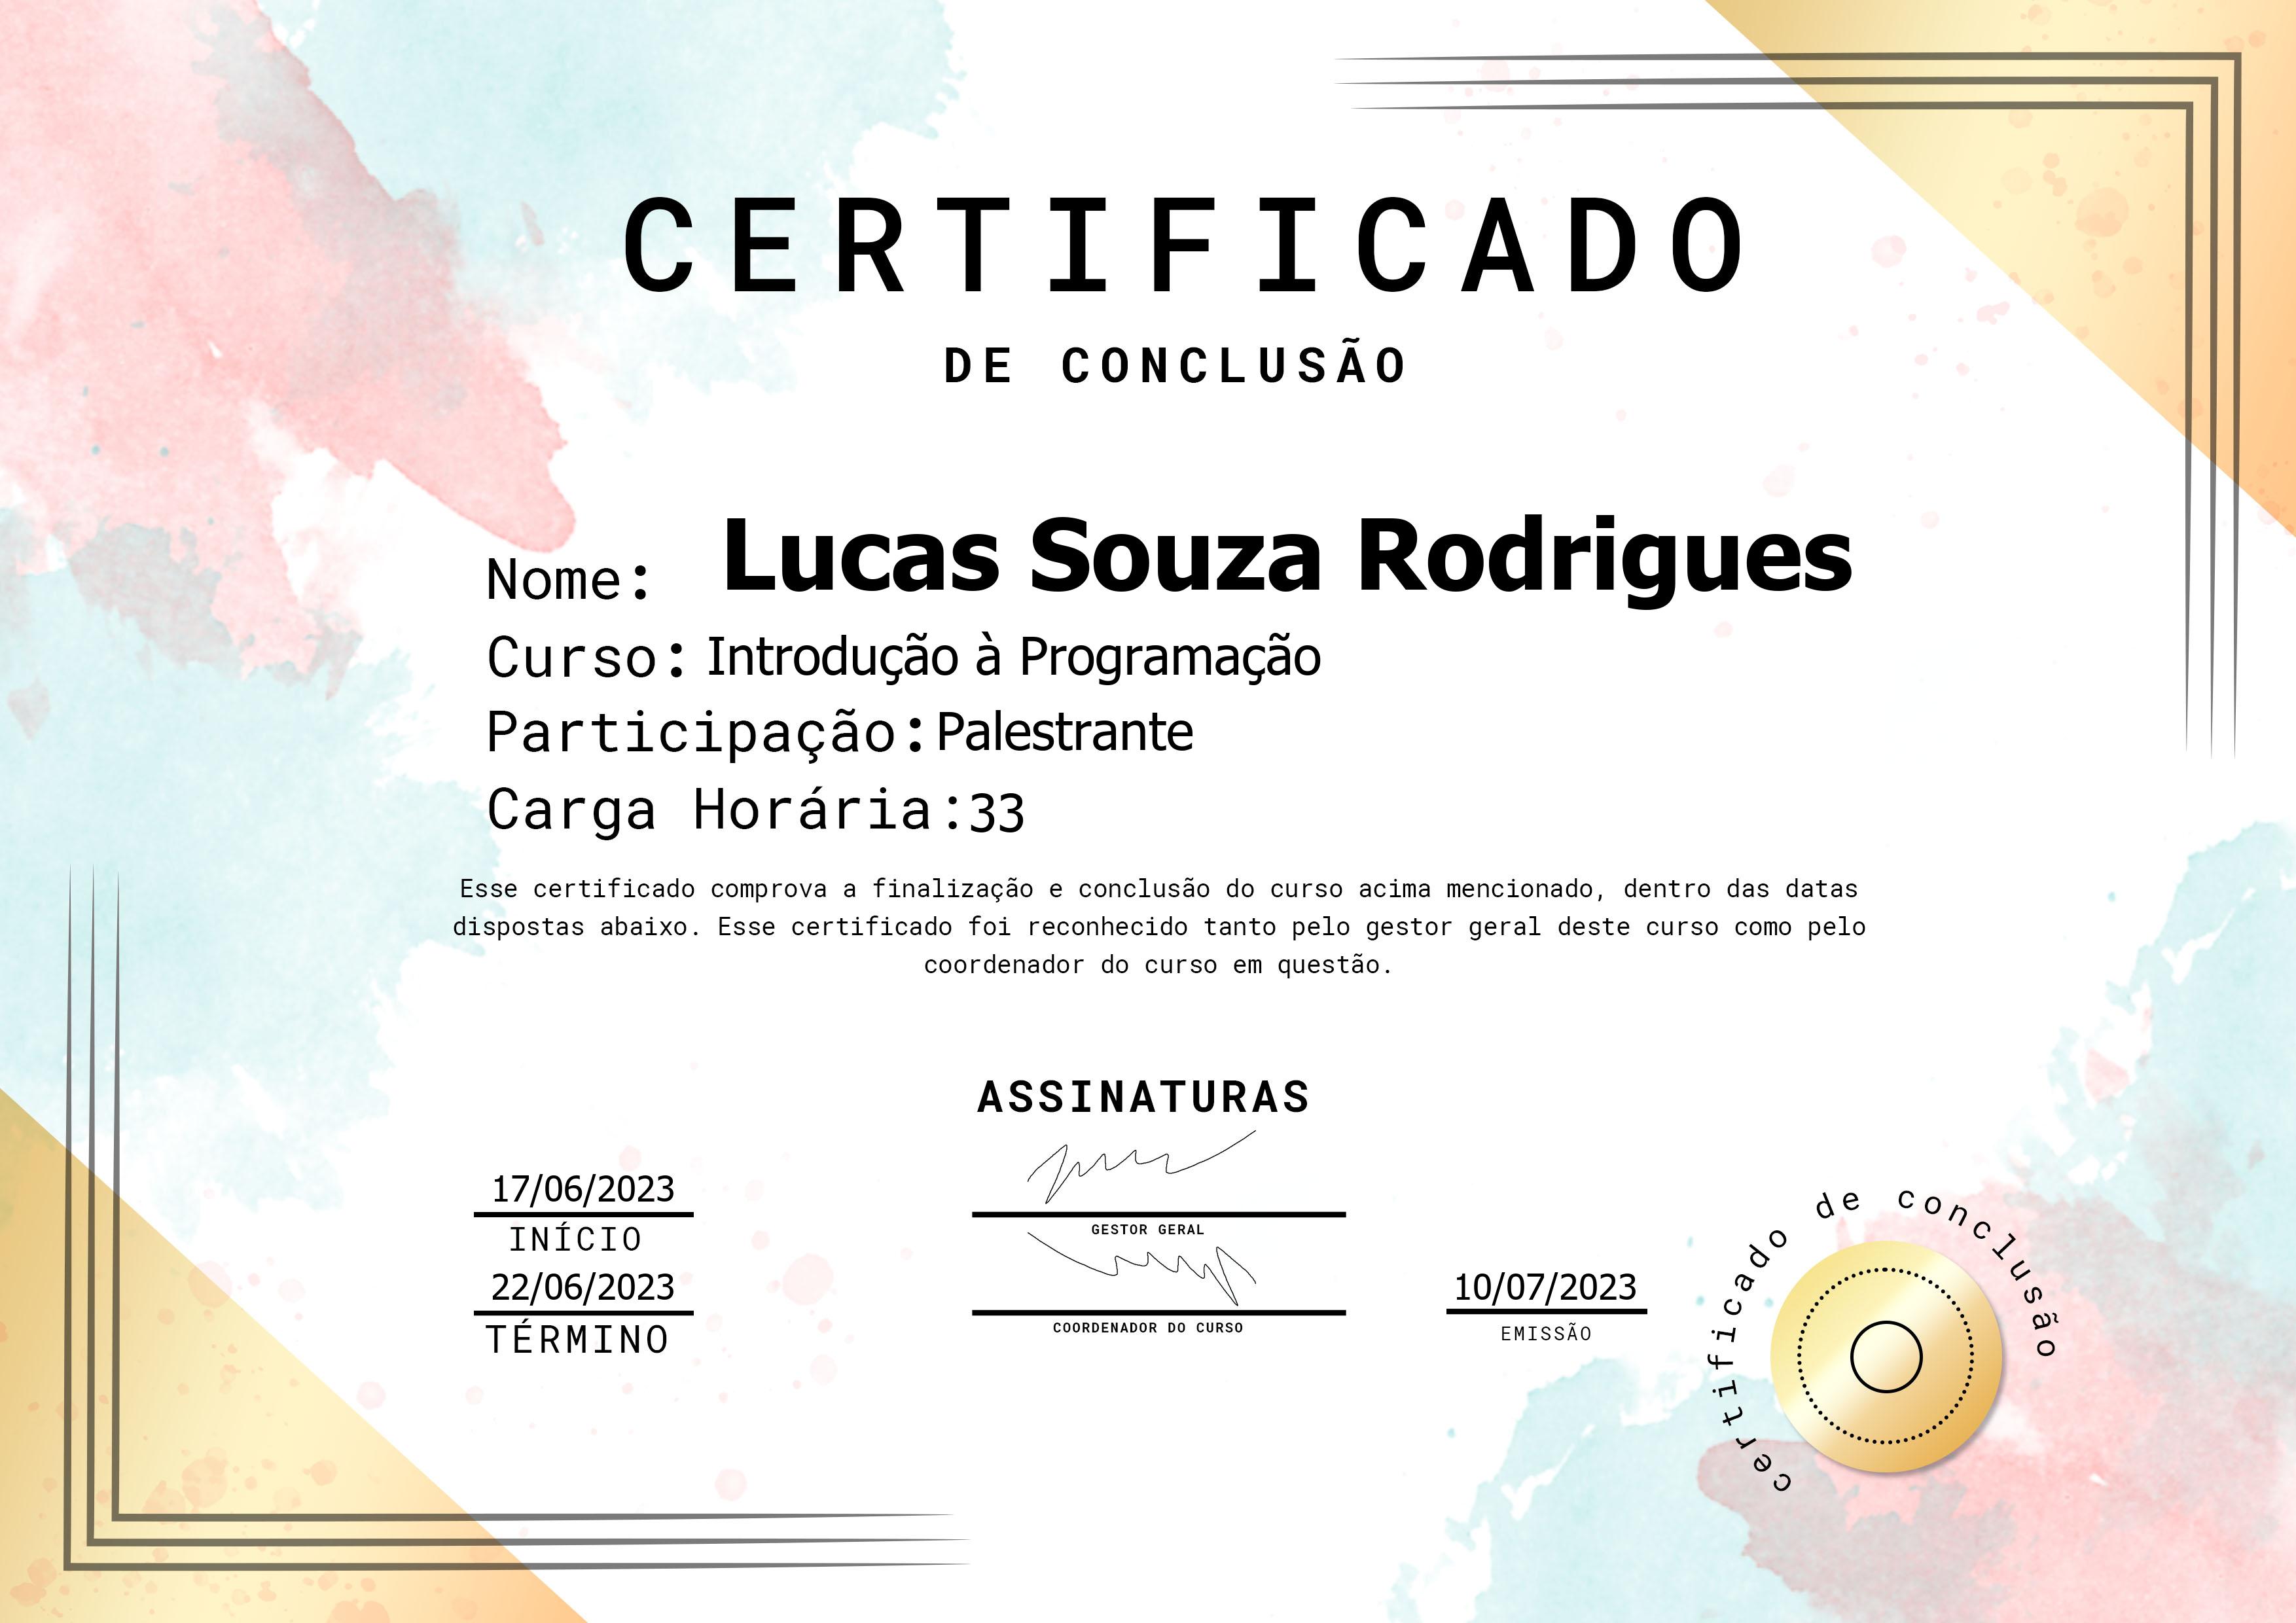 CERTIFICADO
DE CONCLUSÃO
Nome: Lucas Souza Rodrigues
Curso: Introdução à Programação
Participação: Palestrante
Carga Horária:33
Esse certificado comprova a finalização e conclusão do curso acima mencionado, dentro das datas
dispostas abaixo. Esse certificado foi reconhecido tanto pelo gestor geral deste curso como pelo
coordenador do curso em questão.
ASSINATURAS
17/06/2023
INÍCIO
22/06/2023
TÉRMINO
GESTOR GERAL
COORDENADOR DO CURSO
10/07/2023
EMISSÃO
certificado de conclusão